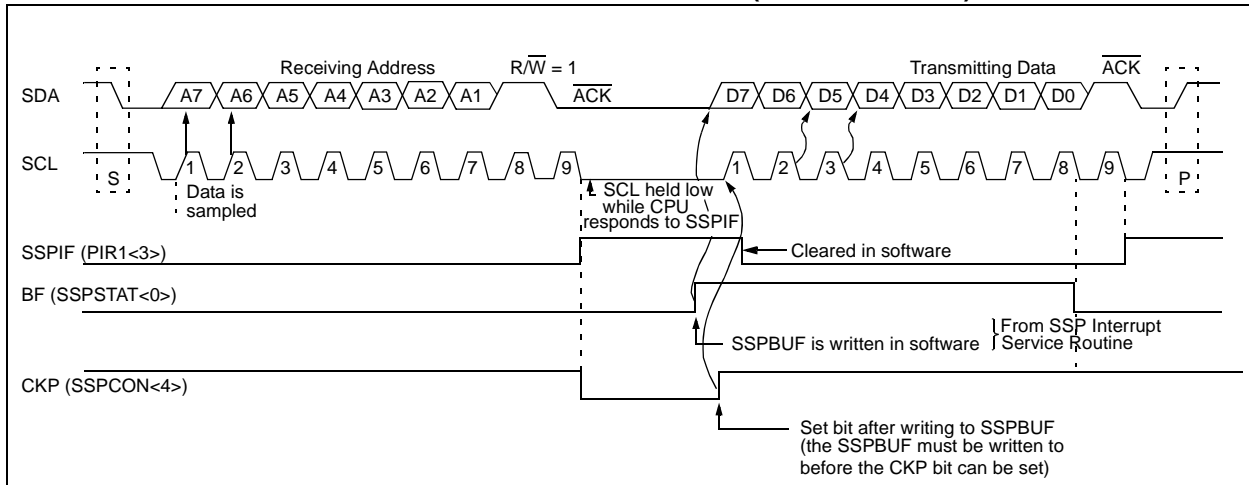 Receiving Address R/W = 1 Transmitting Data ACK
SDA A7 A6 A5 A4 A3 A2 A1 ACK D7 D6 D5 D4 D3 D2 D1 D0
SCL S 1 2 3 4 5 6 7 8 9 1 2 3 4 5 6 7 8 9 P
Data is
sampled
SCL held low
while CPU
responds to SSPIF
SSPIF (PIR1<3>)
Cleared in software
BF (SSPSTAT<0>)
SSPBUF is written in software
From SSP Interrupt
Service Routine
CKP (SSPCON<4>)
Set bit after writing to SSPBUF
(the SSPBUF must be written to
before the CKP bit can be set)